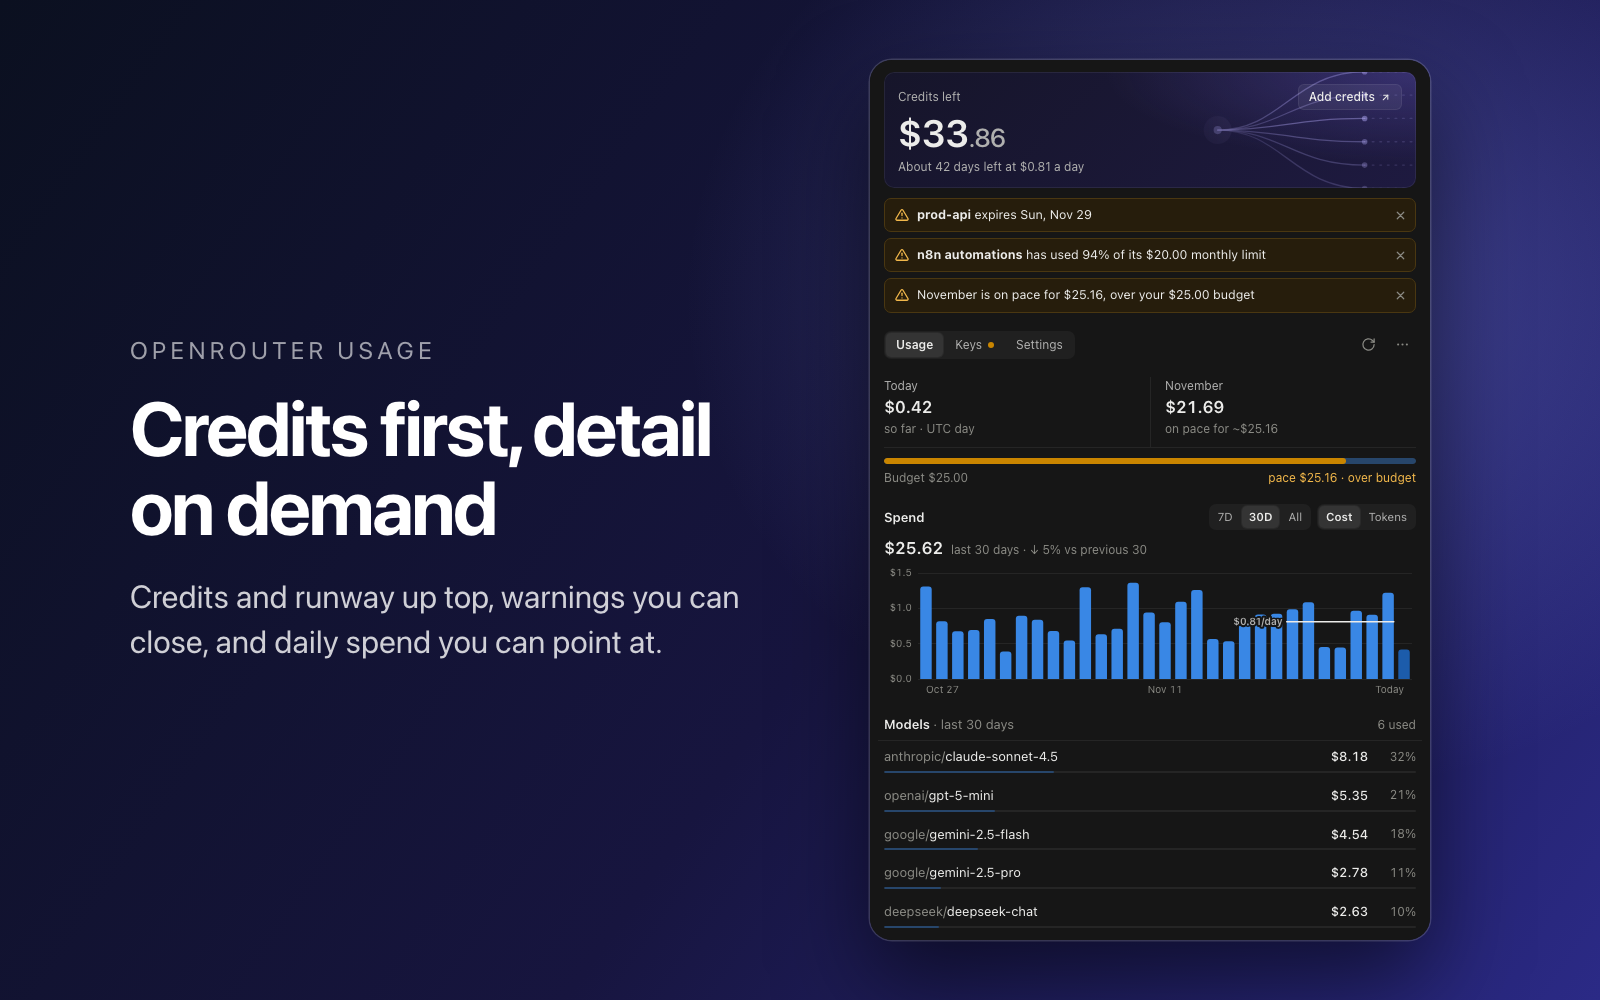 OPENROUTER USAGE
Credits first, detail
on demand
Credits and runway up top, warnings you can
close, and daily spend you can point at.
Credits left
Add credits ↗
$33.86
About 42 days left at $0.81 a day
prod-api expires Sun, Nov 29
n8n automations has used 94% of its $20.00 monthly limit
November is on pace for $25.16, over your $25.00 budget
Usage Keys Settings
Today
$0.42
so far · UTC day
November
$21.69
on pace for ~$25.16
Budget $25.00 pace $25.16 · over budget
Spend 7D 30D All Cost Tokens
$25.62 last 30 days · ↓ 5% vs previous 30
$1.5
$1.0
$0.81/day
$0.5
$0.0
Oct 27 Nov 11 Today
Models · last 30 days 6 used
anthropic/claude-sonnet-4.5 $8.18 32%
openai/gpt-5-mini $5.35 21%
google/gemini-2.5-flash $4.54 18%
google/gemini-2.5-pro $2.78 11%
deepseek/deepseek-chat $2.63 10%